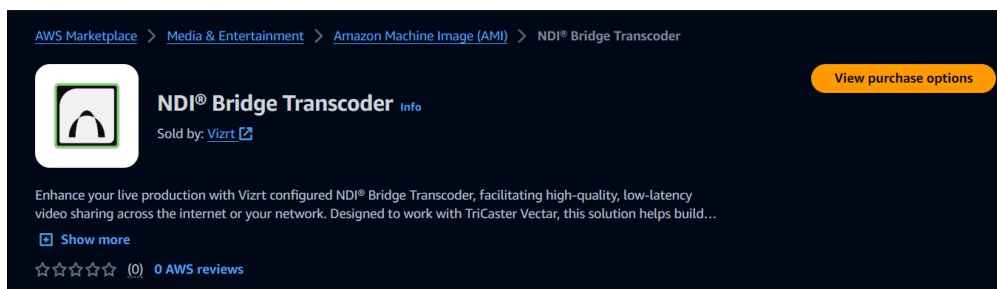 AWS Marketplace > Media & Entertainment > Amazon Machine Image (AMI) > NDI® Bridge Transcoder
View purchase options
NDI® Bridge Transcoder Info
Sold by: Vizrt
Enhance your live production with Vizrt configured NDI® Bridge Transcoder, facilitating high-quality, low-latency
video sharing across the internet or your network. Designed to work with TriCaster Vectar, this solution helps build...
Show more
(0) 0 AWS reviews